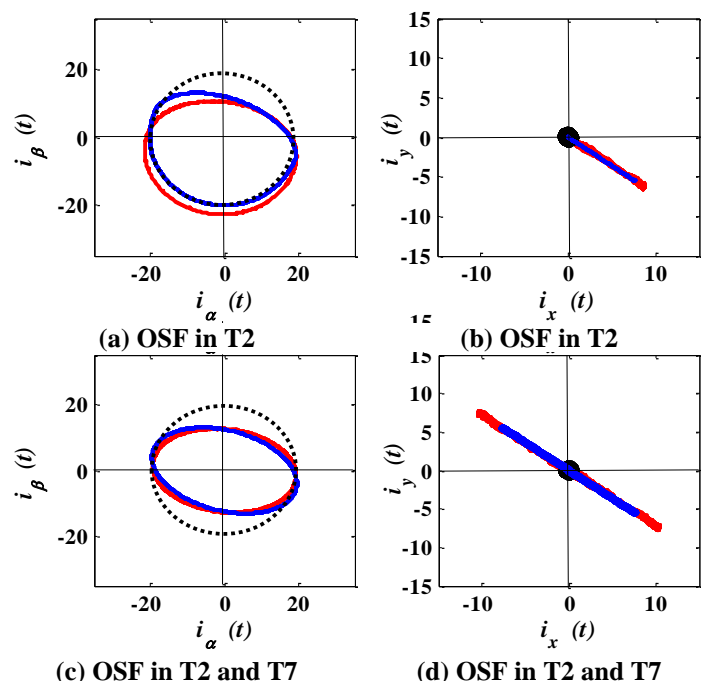 20
0
-20
i_β (t)
-20 0 20
i_α (t)
(a) OSF in T2
15
10
5
0
-5
-10
-15
i_y (t)
-10 0 10
i_x (t)
(b) OSF in T2
20
0
-20
i_β (t)
-20 0 20
i_α (t)
(c) OSF in T2 and T7
15
10
5
0
-5
-10
-15
i_y (t)
-10 0 10
i_x (t)
(d) OSF in T2 and T7